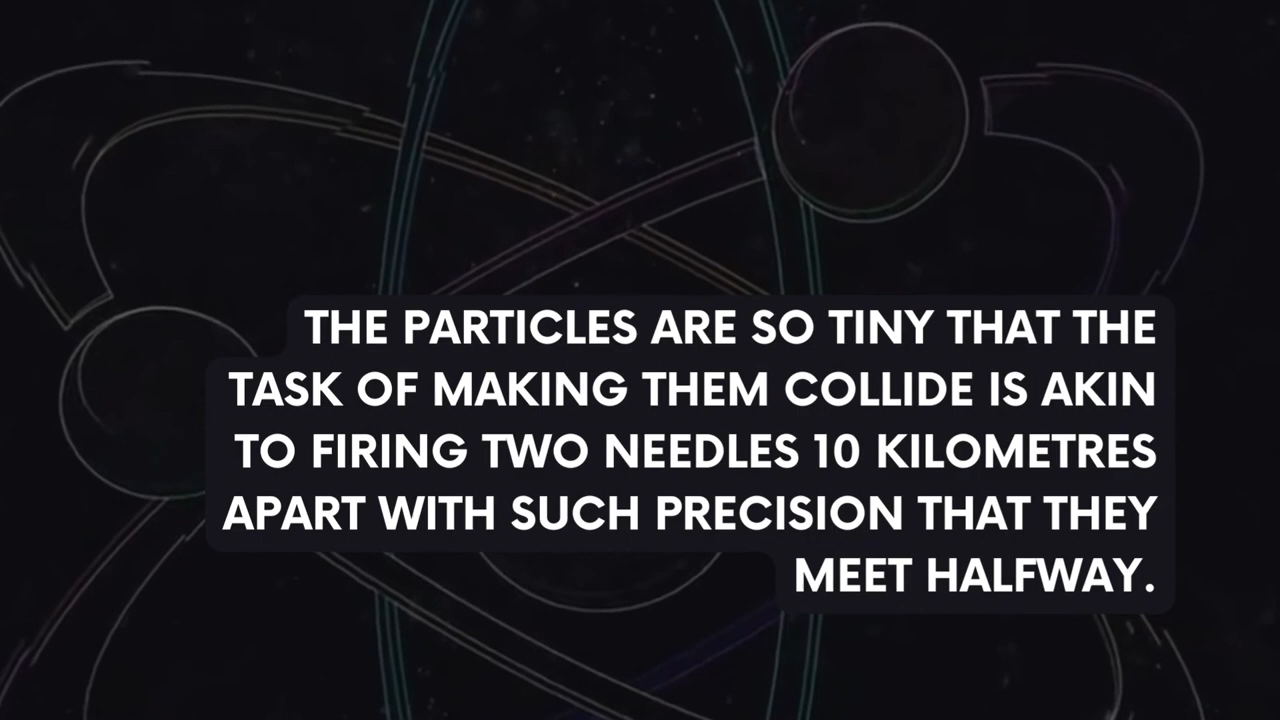 THE PARTICLES ARE SO TINY THAT THE
TASK OF MAKING THEM COLLIDE IS AKIN
TO FIRING TWO NEEDLES 10 KILOMETRES
APART WITH SUCH PRECISION THAT THEY
MEET HALFWAY.